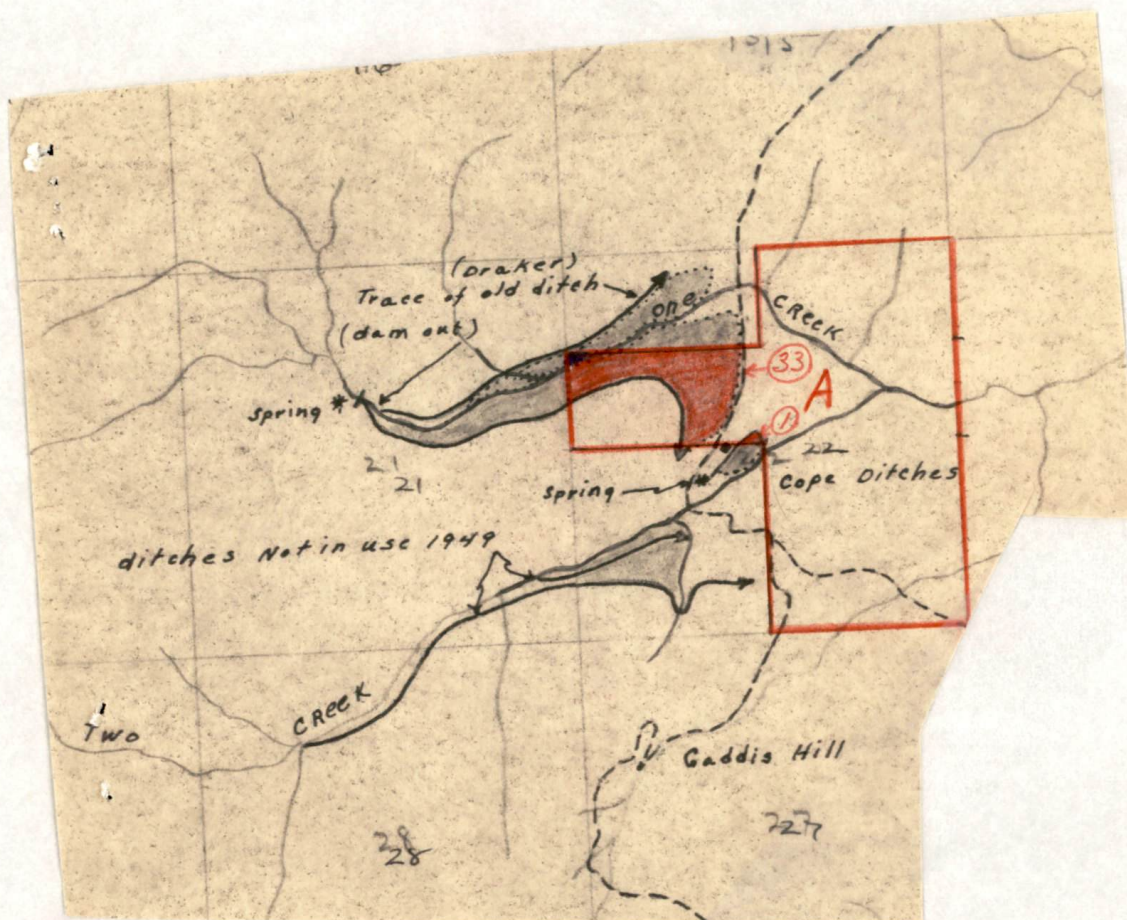 (Draker)
Trace of old ditch
(dam out)
one
CREEK
33
A
Spring *
1
21
21
22
Spring
Cope Ditches
ditches Not in use 1949
CREEK
Two
Gaddis Hill
28
28